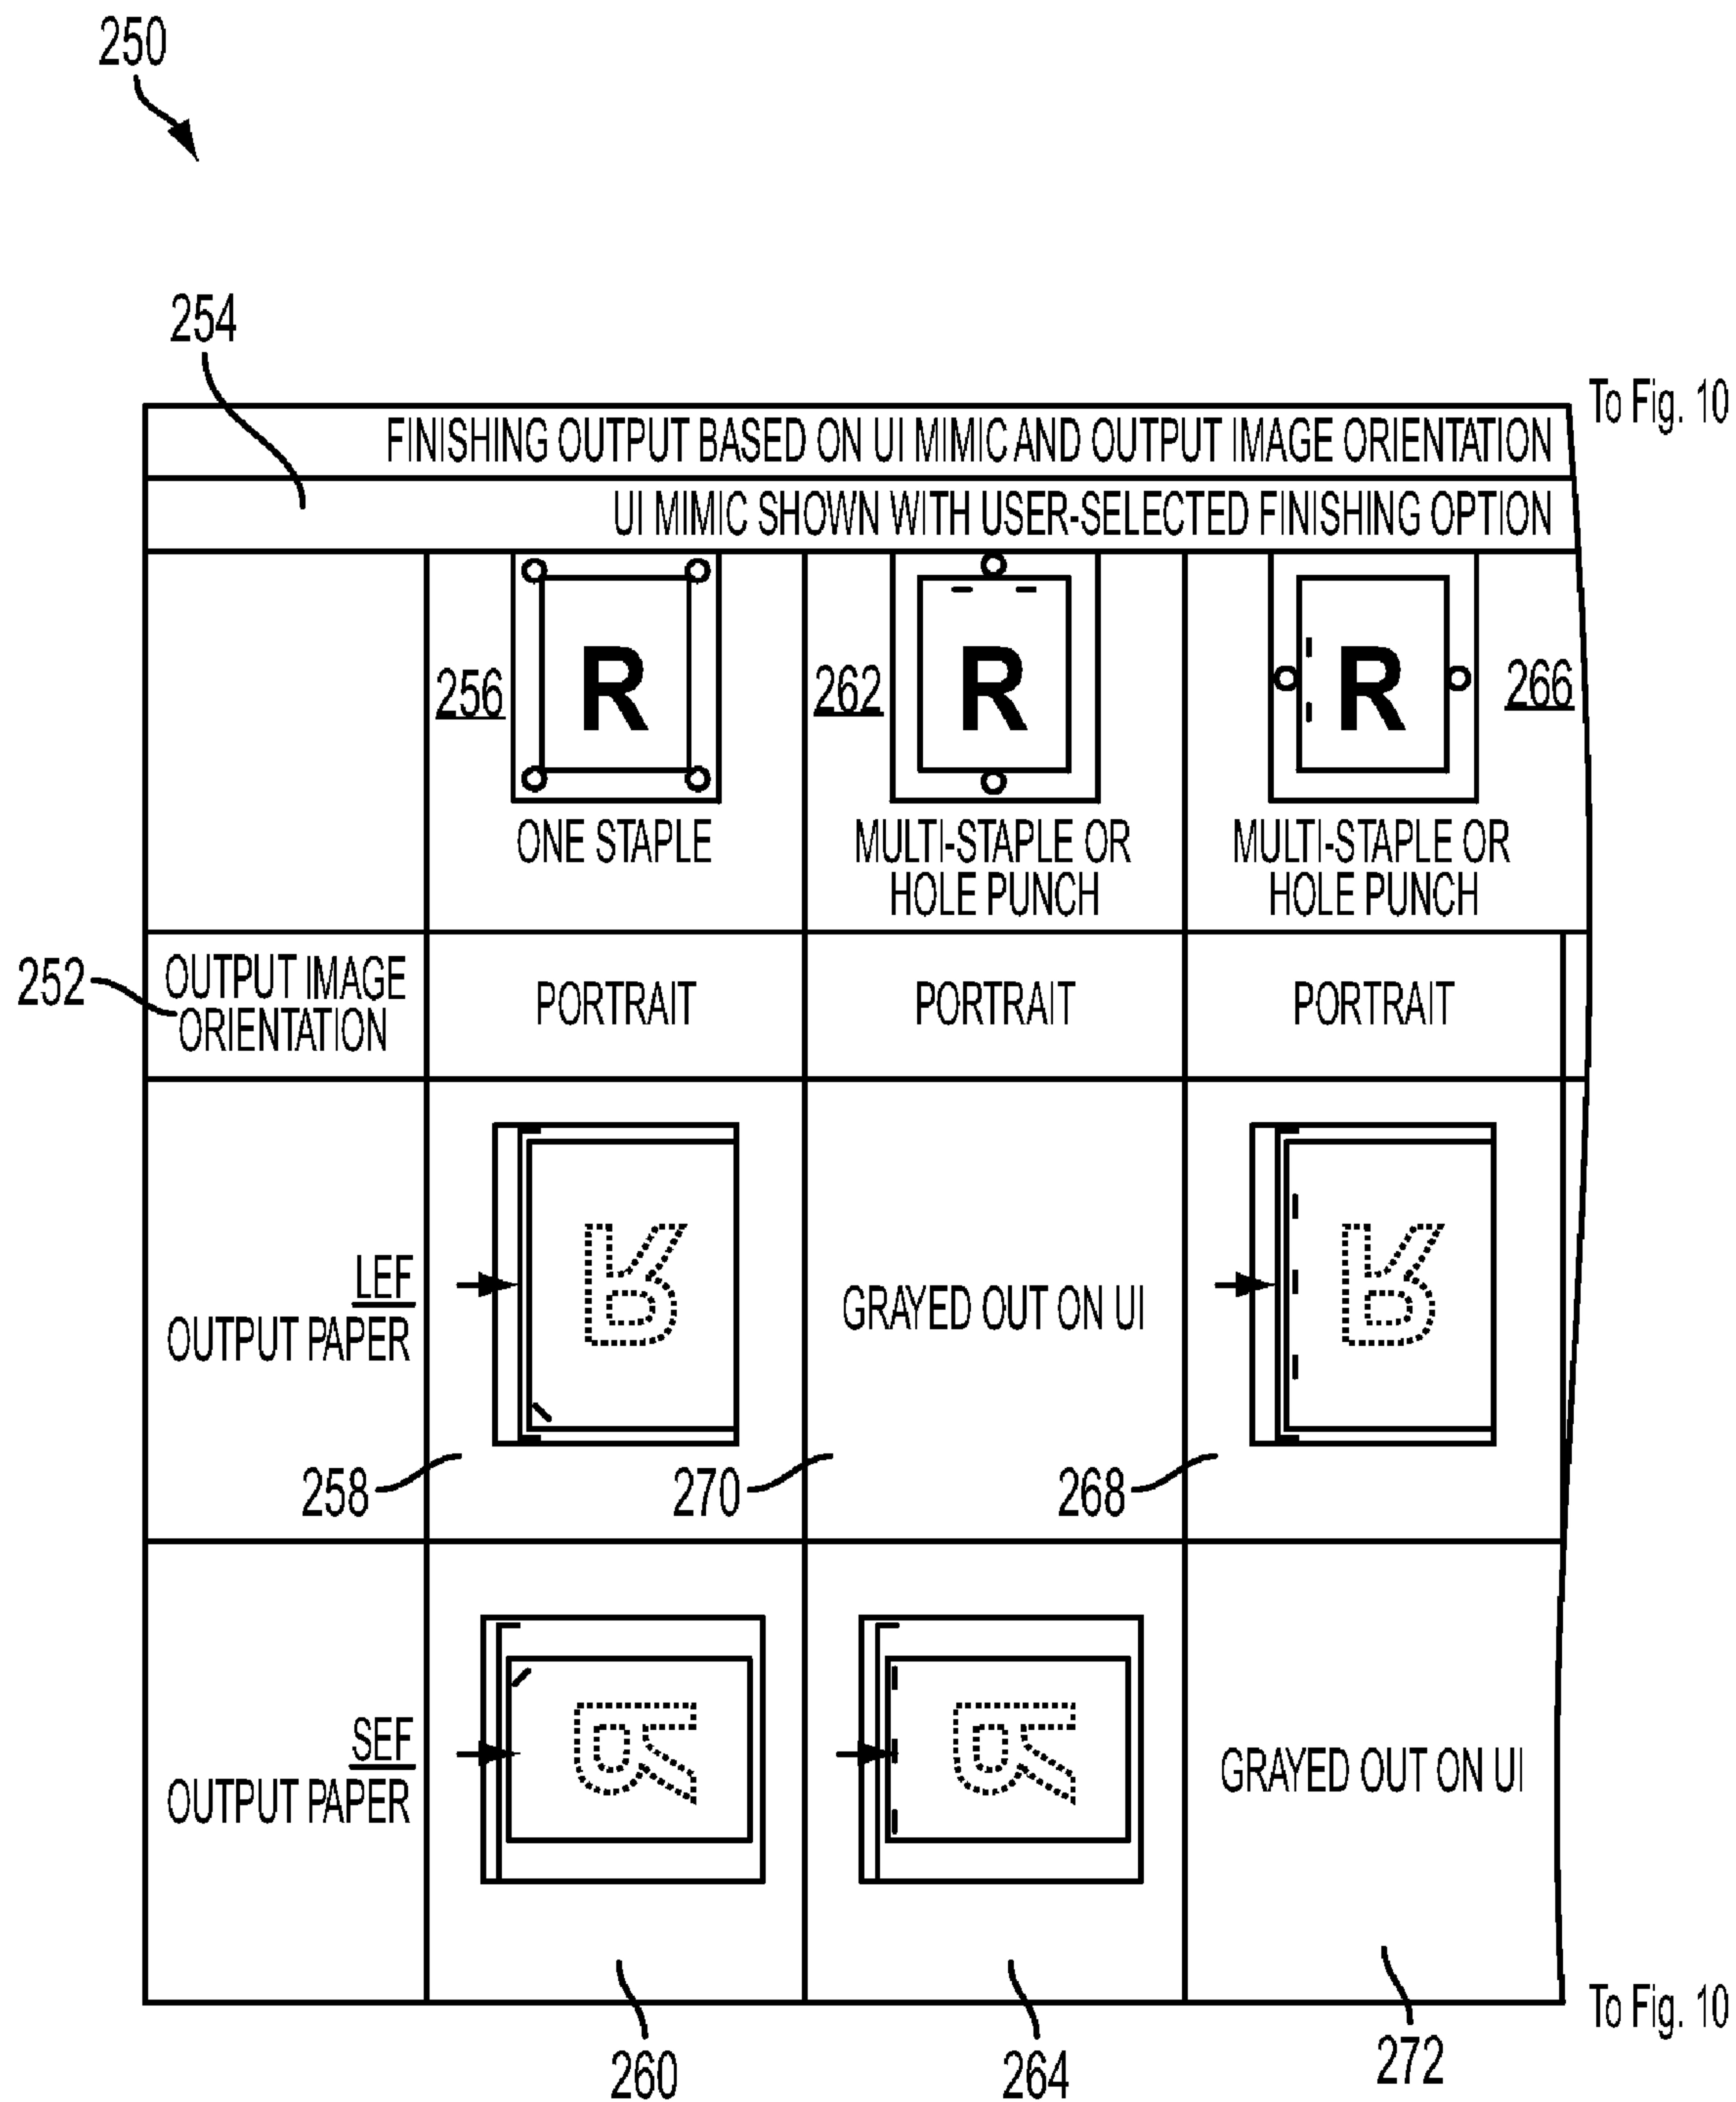 250
254
To Fig. 10
FINISHING OUTPUT BASED ON UI MIMIC AND OUTPUT IMAGE ORIENTATION
UI MIMIC SHOWN WITH USER-SELECTED FINISHING OPTION
256
R
262
R
R
266
ONE STAPLE
MULTI-STAPLE OR
HOLE PUNCH
MULTI-STAPLE OR
HOLE PUNCH
252
OUTPUT IMAGE
ORIENTATION
PORTRAIT
PORTRAIT
PORTRAIT
LEF
OUTPUT PAPER
R
GRAYED OUT ON UI
R
258
270
268
SEF
OUTPUT PAPER
R
R
GRAYED OUT ON UI
260
264
272
To Fig. 10